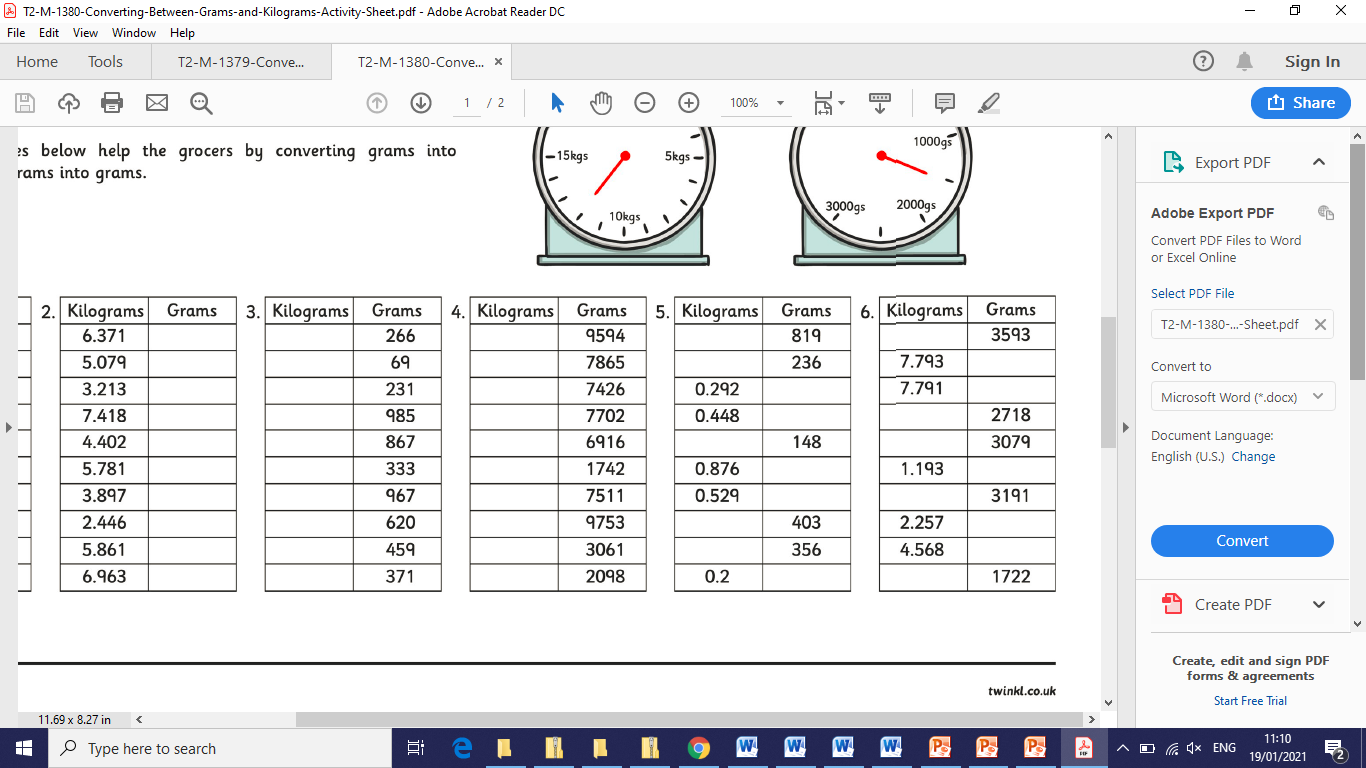 T2-M-1380-Converting-Between-Grams-and-Kilograms-Activity-Sheet.pdf - Adobe Acrobat Reader DC
File Edit View Window Help
Home Tools T2-M-1379-Conve... T2-M-1380-Conve... ×
1 / 2 100% Share
? Sign In
es below help the grocers by converting grams into
rams into grams.
15kgs 5kgs
10kgs
1000gs
3000gs 2000gs
2. Kilograms Grams
6.371
5.079
3.213
7.418
4.402
5.781
3.897
2.446
5.861
6.963
3. Kilograms Grams
266
69
231
985
867
333
967
620
459
371
4. Kilograms Grams
9594
7865
7426
7702
6916
1742
7511
9753
3061
2098
5. Kilograms Grams
819
236
0.292
0.448
148
0.876
0.529
403
356
0.2
6. Kilograms Grams
3593
7.793
7.791
2718
3079
1.193
3191
2.257
4.568
1722
twinkl.co.uk
11.69 x 8.27 in
Export PDF
Adobe Export PDF
Convert PDF Files to Word
or Excel Online
Select PDF File
T2-M-1380-...-Sheet.pdf
Convert to
Microsoft Word (*.docx)
Document Language:
English (U.S.) Change
Convert
Create PDF
Create, edit and sign PDF
forms & agreements
Start Free Trial
Type here to search
ENG
11:10
19/01/2021
2